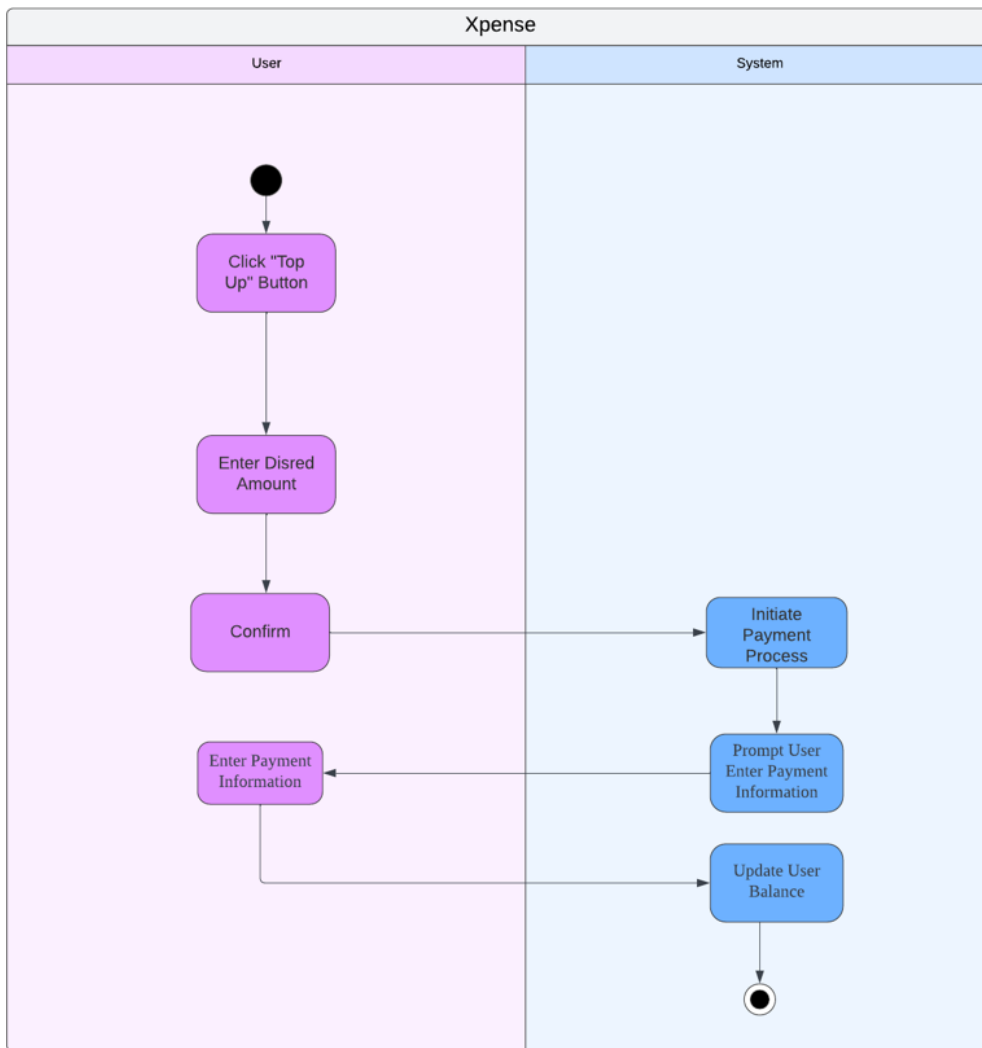 Xpense
User
System
Click "Top
Up" Button
Enter Disred
Amount
Confirm
Initiate
Payment
Process
Prompt User
Enter Payment
Information
Enter Payment
Information
Update User
Balance